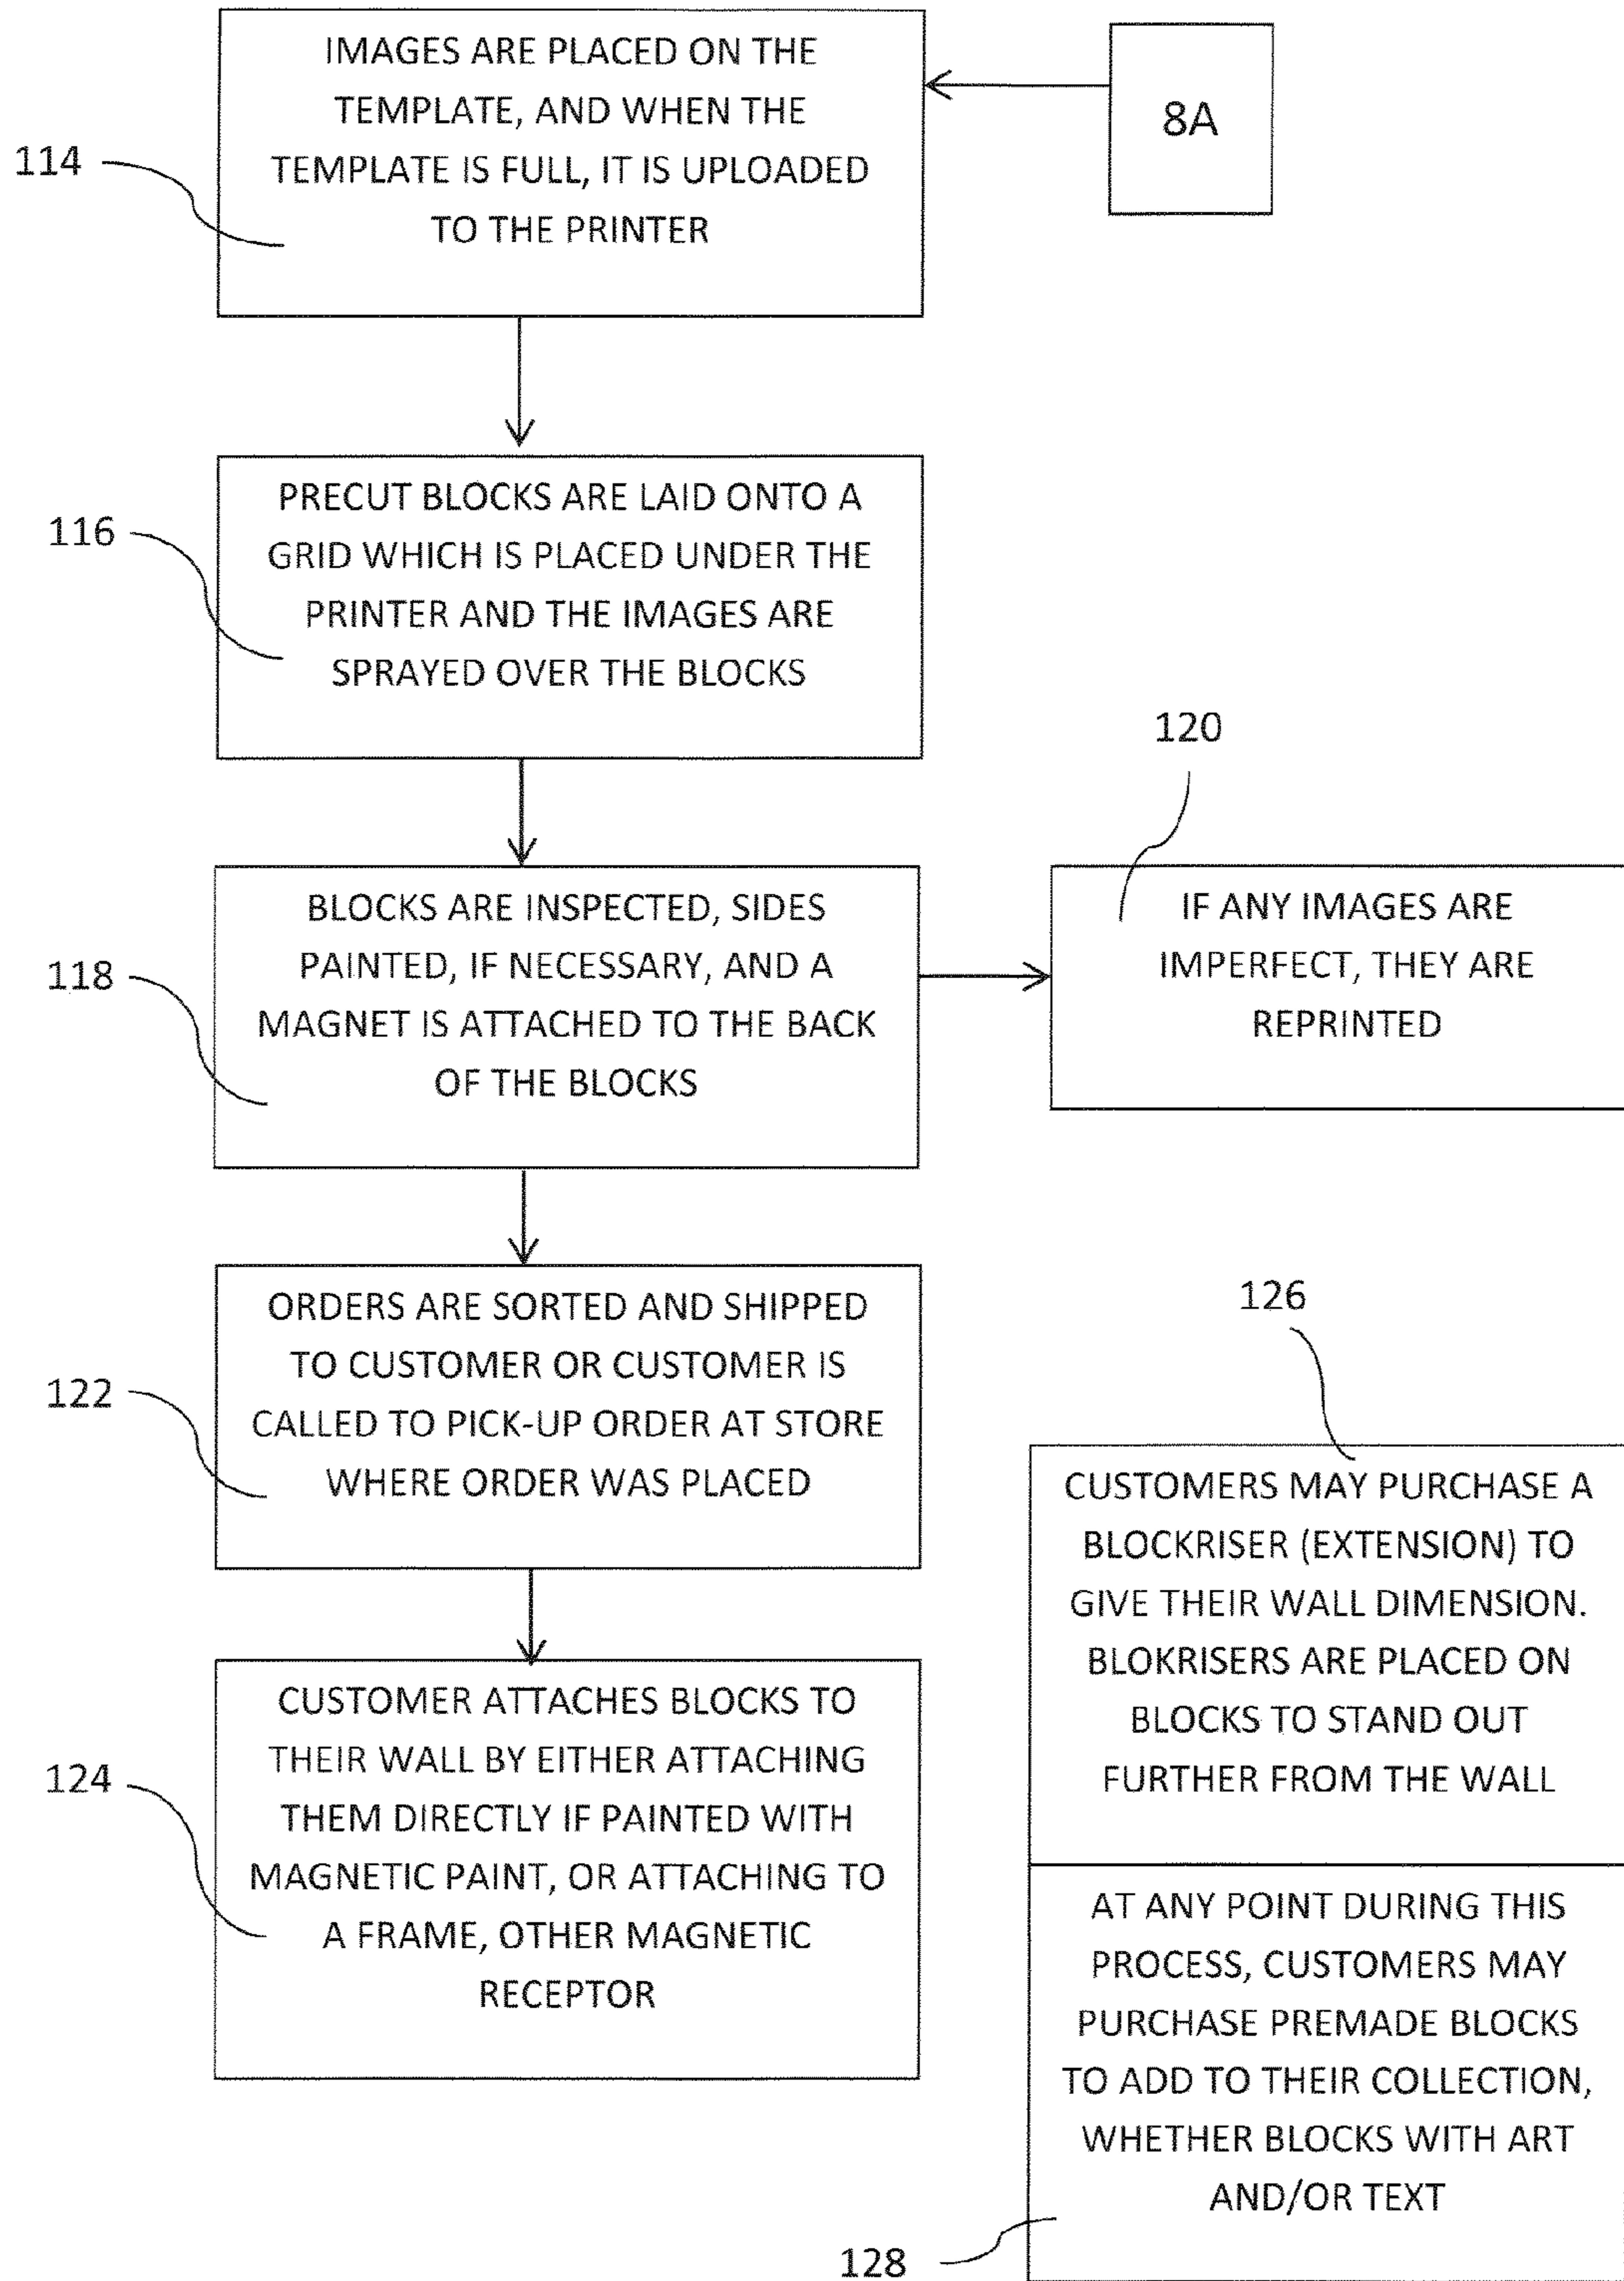 IMAGES ARE PLACED ON THE
TEMPLATE, AND WHEN THE
TEMPLATE IS FULL, IT IS UPLOADED
TO THE PRINTER
8A
114
PRECUT BLOCKS ARE LAID ONTO A
GRID WHICH IS PLACED UNDER THE
PRINTER AND THE IMAGES ARE
SPRAYED OVER THE BLOCKS
116
BLOCKS ARE INSPECTED, SIDES
PAINTED, IF NECESSARY, AND A
MAGNET IS ATTACHED TO THE BACK
OF THE BLOCKS
118
120
IF ANY IMAGES ARE
IMPERFECT, THEY ARE
REPRINTED
ORDERS ARE SORTED AND SHIPPED
TO CUSTOMER OR CUSTOMER IS
CALLED TO PICK-UP ORDER AT STORE
WHERE ORDER WAS PLACED
122
CUSTOMER ATTACHES BLOCKS TO
THEIR WALL BY EITHER ATTACHING
THEM DIRECTLY IF PAINTED WITH
MAGNETIC PAINT, OR ATTACHING TO
A FRAME, OTHER MAGNETIC
RECEPTOR
124
126
CUSTOMERS MAY PURCHASE A
BLOCKRISER (EXTENSION) TO
GIVE THEIR WALL DIMENSION.
BLOKRISERS ARE PLACED ON
BLOCKS TO STAND OUT
FURTHER FROM THE WALL
AT ANY POINT DURING THIS
PROCESS, CUSTOMERS MAY
PURCHASE PREMADE BLOCKS
TO ADD TO THEIR COLLECTION,
WHETHER BLOCKS WITH ART
AND/OR TEXT
128